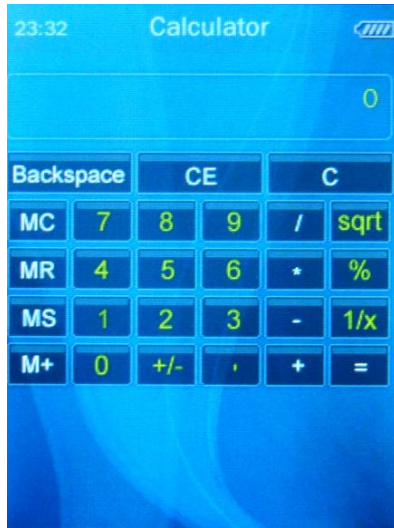 23:32 Calculator
0
Backspace CE C
MC 7 8 9 / sqrt
MR 4 5 6 * %
MS 1 2 3 - 1/x
M+ 0 +/- , + =